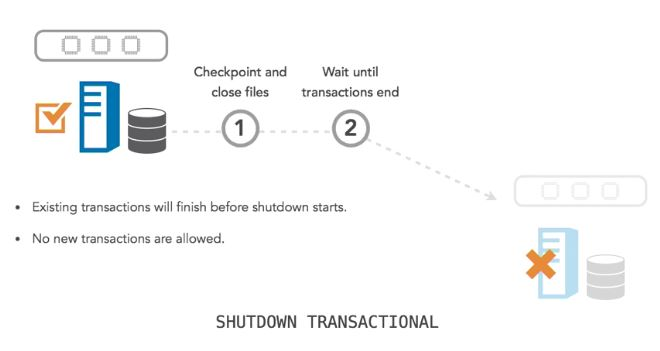 Checkpoint and
close files
Wait until
transactions end
1
2
• Existing transactions will finish before shutdown starts.
• No new transactions are allowed.
SHUTDOWN TRANSACTIONAL